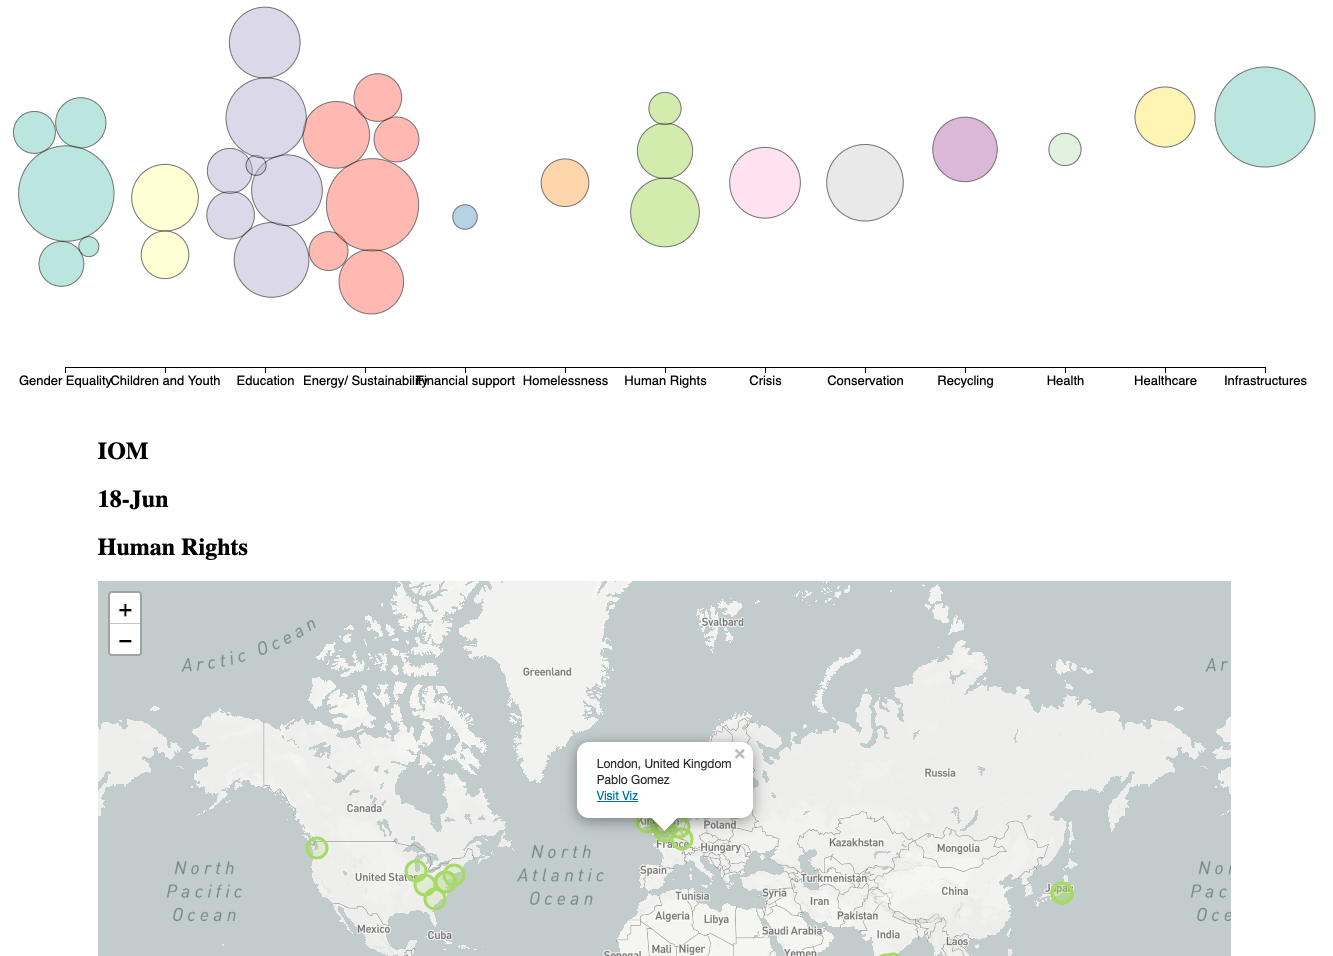 Gender Equality Children and Youth Education Energy/ Sustainability Financial support Homelessness Human Rights Crisis Conservation Recycling Health Healthcare Infrastructures
IOM
18-Jun
Human Rights
+
−
Arctic Ocean
Svalbard
Ar
Greenland
×
London, United Kingdom
Pablo Gomez
Visit Viz
Russia
Canada
Poland
France
Hungary
Kazakhstan
Mongolia
North
Pacific
Ocean
United States
North
Atlantic
Ocean
Spain
Turkmenistan
China
Japan
Nor
Pac
Oce
Syria
Iran
Tunisia
Pakistan
Algeria
Libya
Mexico
Cuba
Saudi Arabia
India
Laos
Mali
Niger
Yemen
Senegal